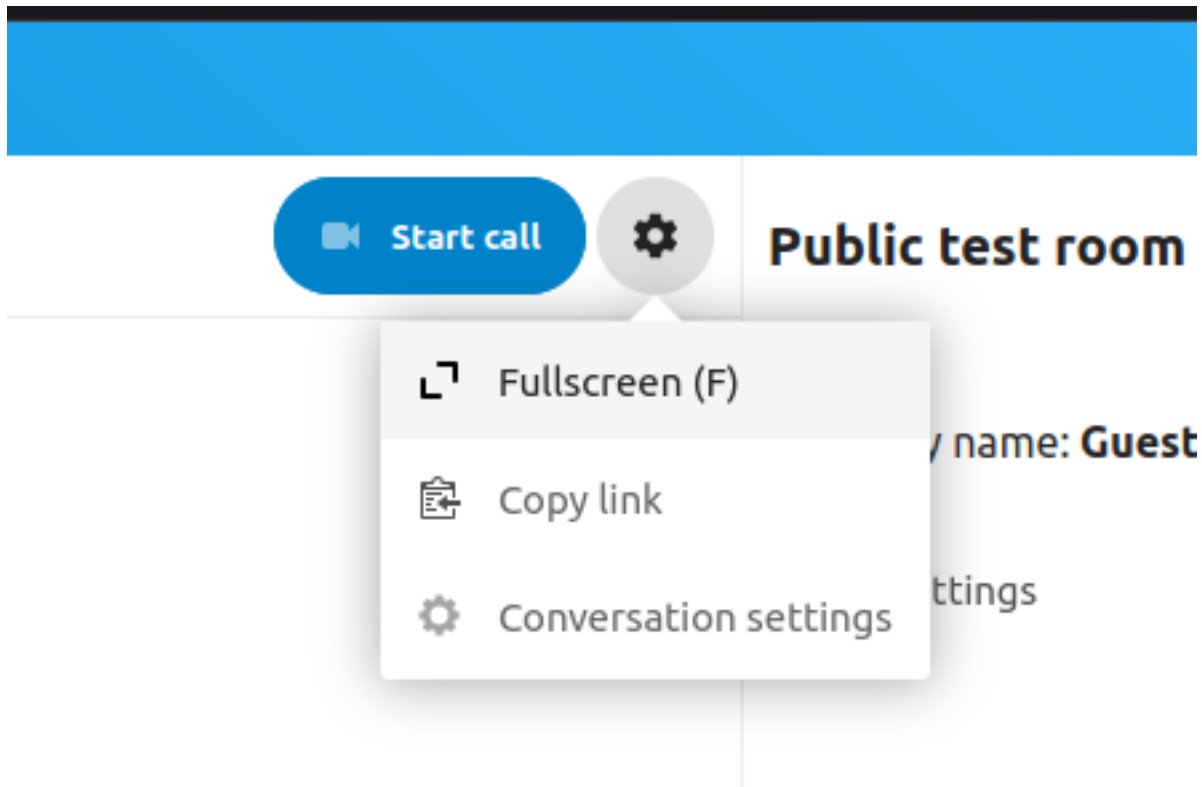 Start call
Public test room
Fullscreen (F)
name: Guest
Copy link
ttings
Conversation settings